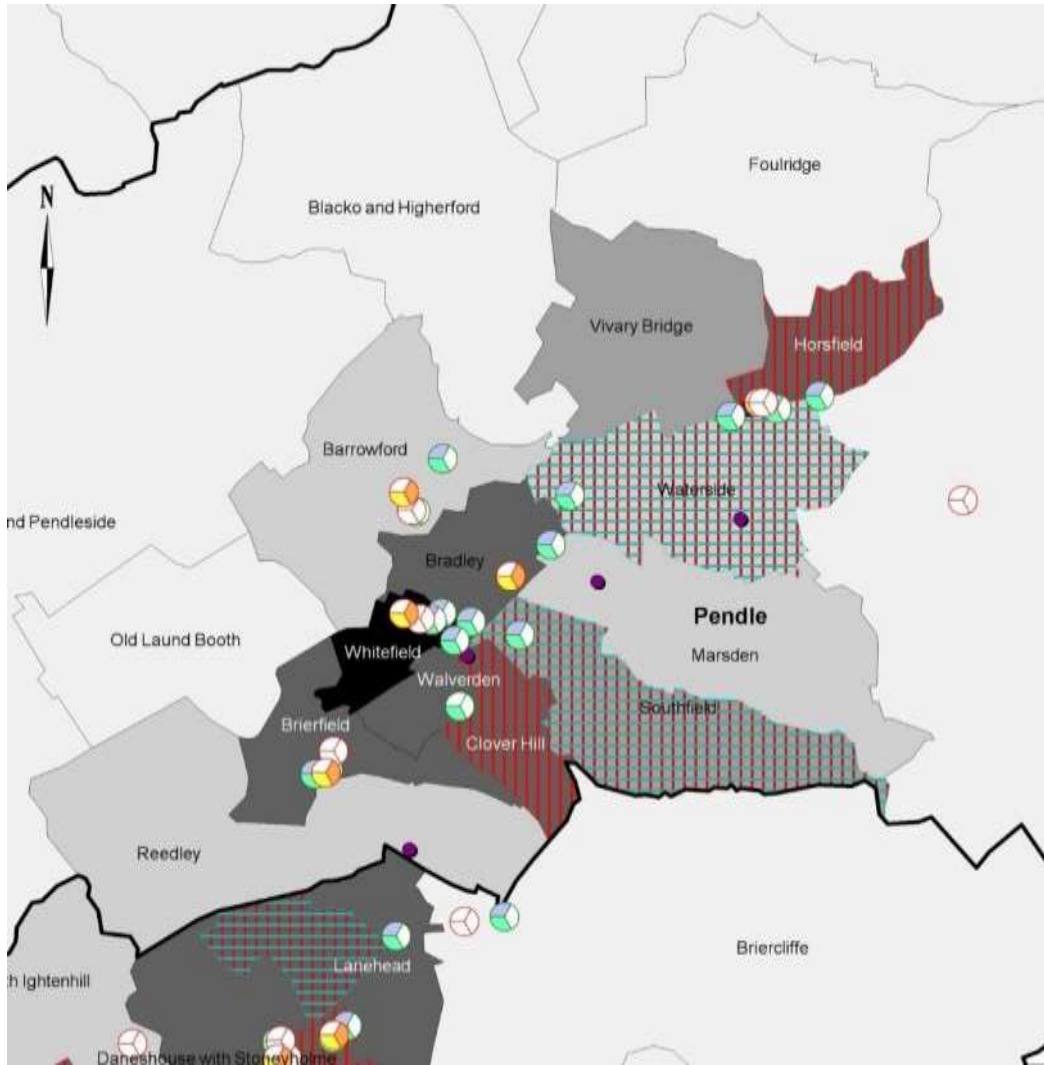 Foulridge
N
Blacko and Higherford
Vivary Bridge
Horsfield
Barrowford
Waterside
nd Pendleside
Bradley
Pendle
Old Laund Booth
Whitefield
Marsden
Walverden
Southfield
Brierfield
Clover Hill
Reedley
Briercliffe
Lanehead
th Ightenhill
Daneshouse with Stoneyholme